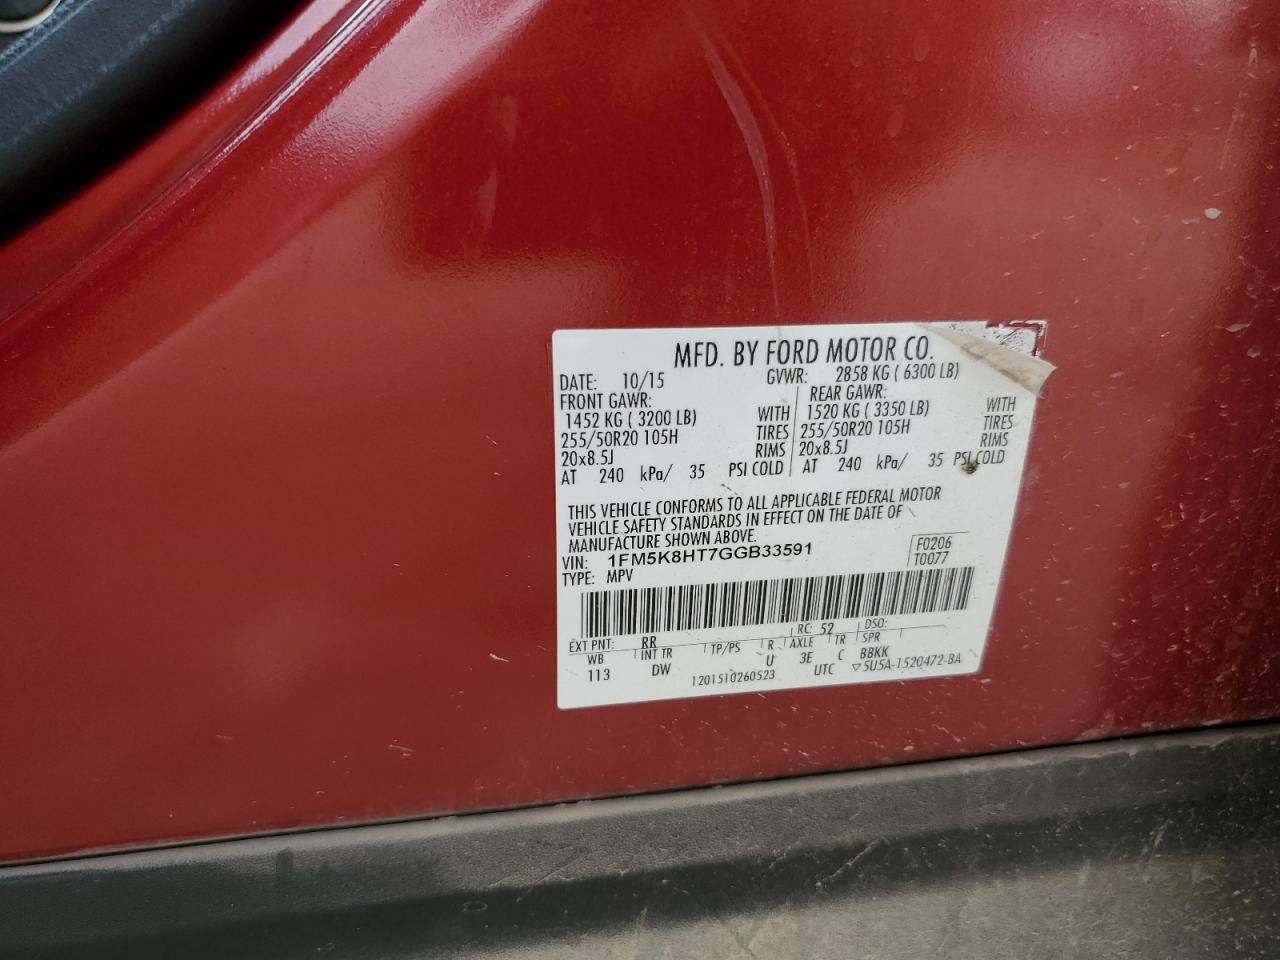 MFD. BY FORD MOTOR CO.
DATE: 10/15 GVWR: 2858 KG ( 6300 LB)
FRONT GAWR: REAR GAWR:
1452 KG ( 3200 LB) WITH 1520 KG ( 3350 LB) WITH
255/50R20 105H TIRES 255/50R20 105H TIRES
20x8.5J RIMS 20x8.5J RIMS
AT 240 kPa/ 35 PSI COLD AT 240 kPa/ 35 PSI COLD
THIS VEHICLE CONFORMS TO ALL APPLICABLE FEDERAL MOTOR
VEHICLE SAFETY STANDARDS IN EFFECT ON THE DATE OF
MANUFACTURE SHOWN ABOVE.
VIN: 1FM5K8HT7GGB33591 F0206
TYPE: MPV T0077
EXT PNT: RR RC: 52 DSO:
WB INT TR TP/PS R AXLE TR SPR
113 DW U 3E C BBKK
1201510260523 UTC ▽5U5A-1520472-BA